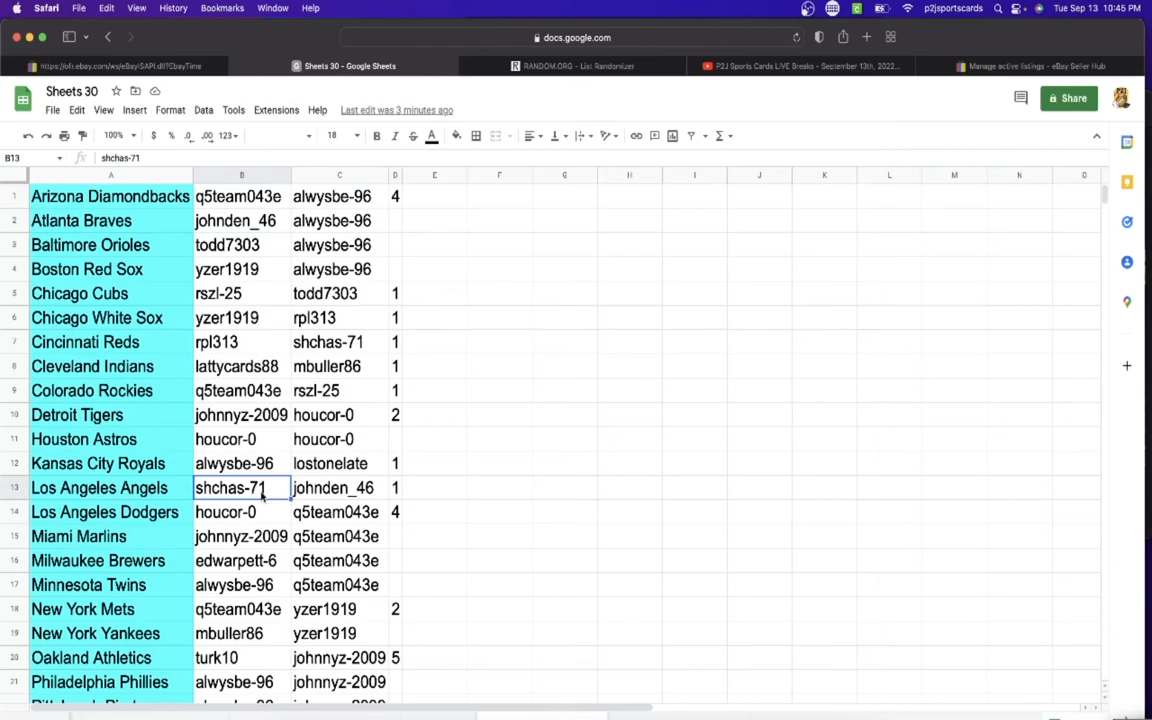 Safari File Edit View History Bookmarks Window Help p2jsportscards Tue Sep 13 10:45 PM
docs.google.com
https://ofr.ebay.com/ws/eBayISAPI.dll?EbayTime Sheets 30 - Google Sheets RANDOM.ORG - List Randomizer P2J Sports Cards LIVE Breaks - September 13th, 2022... Manage active listings - eBay Seller Hub
Sheets 30
File Edit View Insert Format Data Tools Extensions Help Last edit was 3 minutes ago Share
100% $ % .0 .00 123 18 B I S A
B13 fx shchas-71
A B C D E F G H I J K L M N O
1 Arizona Diamondbacks q5team043e alwysbe-96 4
2 Atlanta Braves johnden_46 alwysbe-96
3 Baltimore Orioles todd7303 alwysbe-96
4 Boston Red Sox yzer1919 alwysbe-96
5 Chicago Cubs rszl-25 todd7303 1
6 Chicago White Sox yzer1919 rpl313 1
7 Cincinnati Reds rpl313 shchas-71 1
8 Cleveland Indians lattycards88 mbuller86 1
9 Colorado Rockies q5team043e rszl-25 1
10 Detroit Tigers johnnyz-2009 houcor-0 2
11 Houston Astros houcor-0 houcor-0
12 Kansas City Royals alwysbe-96 lostonelate 1
13 Los Angeles Angels shchas-71 johnden_46 1
14 Los Angeles Dodgers houcor-0 q5team043e 4
15 Miami Marlins johnnyz-2009 q5team043e
16 Milwaukee Brewers edwarpett-6 q5team043e
17 Minnesota Twins alwysbe-96 q5team043e
18 New York Mets q5team043e yzer1919 2
19 New York Yankees mbuller86 yzer1919
20 Oakland Athletics turk10 johnnyz-2009 5
21 Philadelphia Phillies alwysbe-96 johnnyz-2009